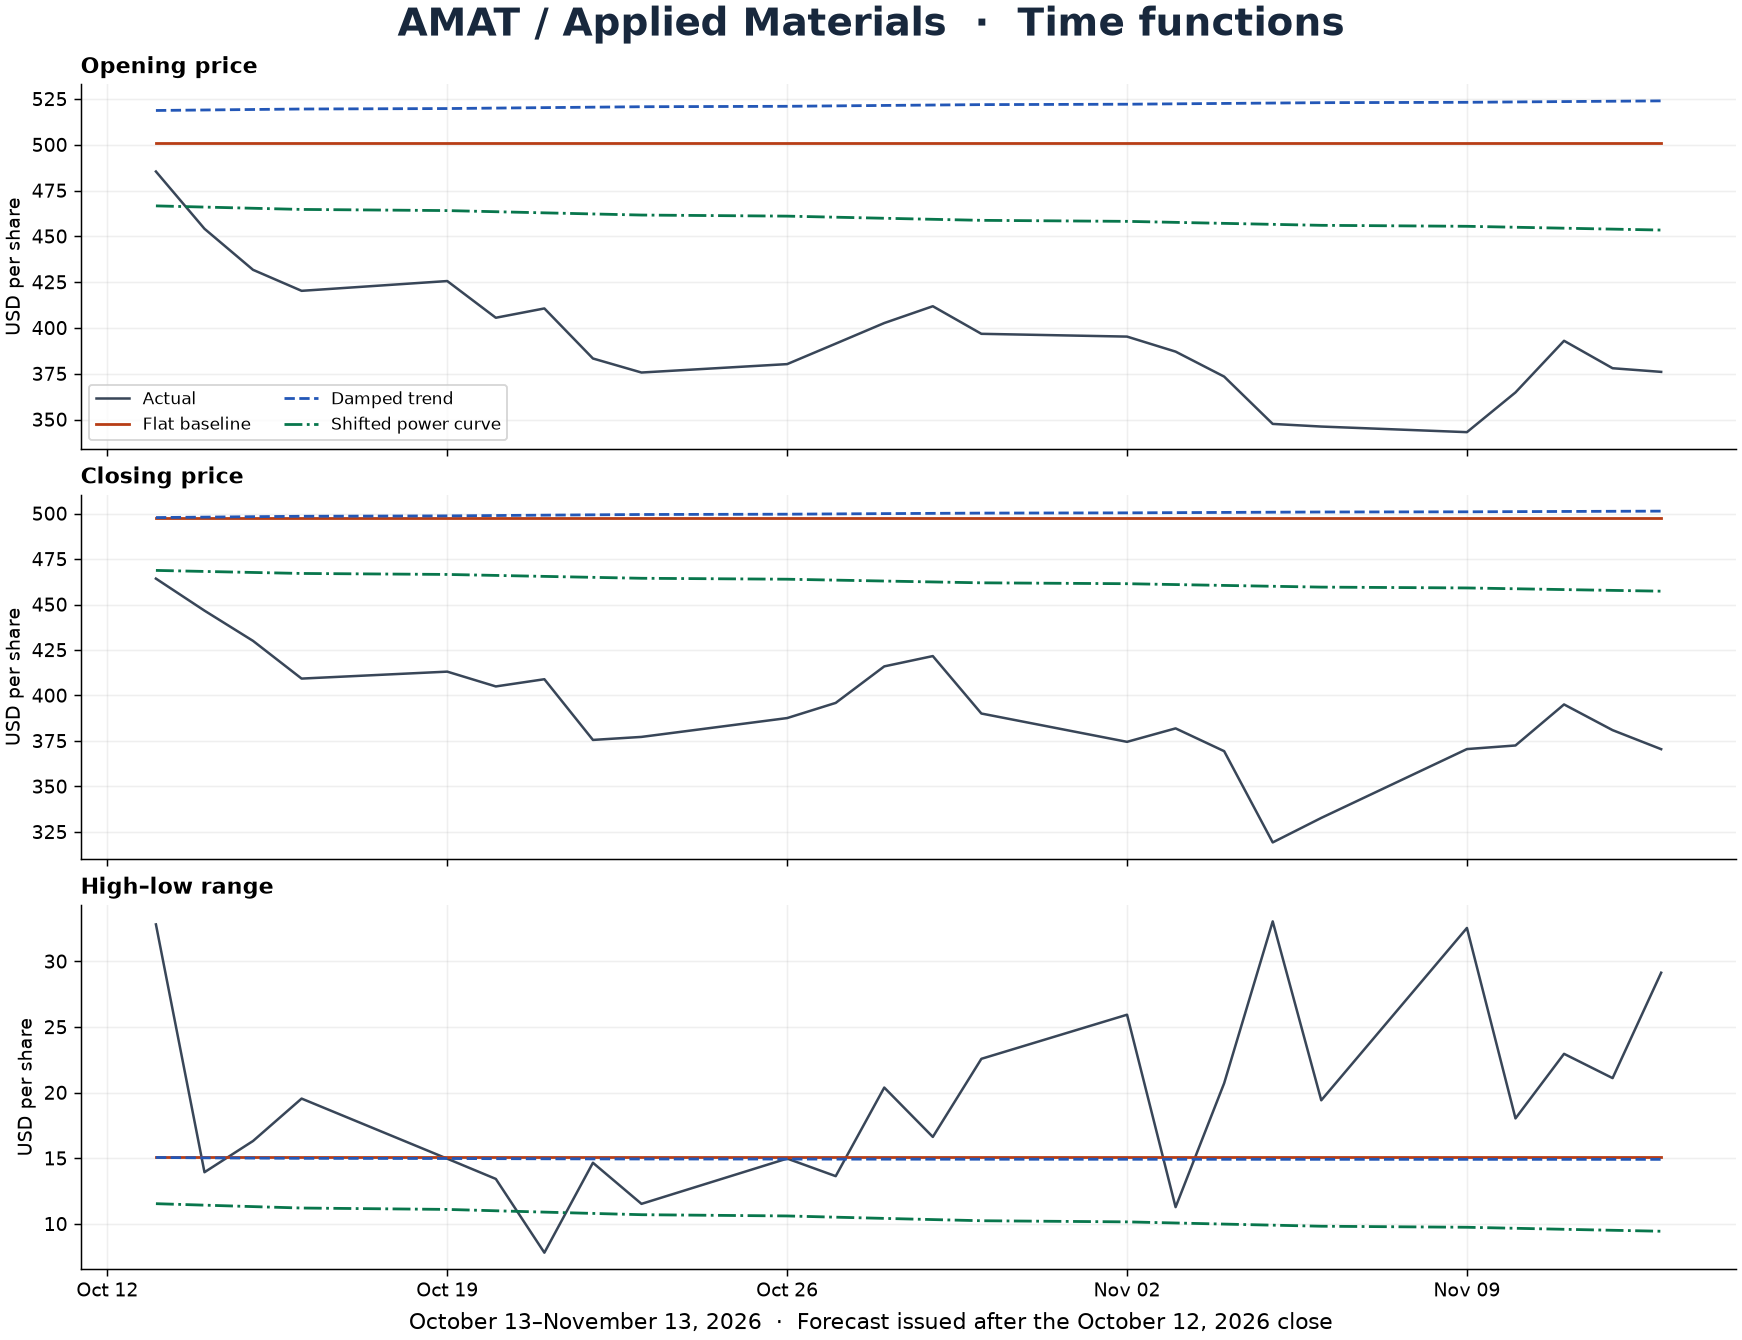 AMAT / Applied Materials · Time functions
Opening price
USD per share
525
500
475
450
425
400
375
350
Actual
Flat baseline
Damped trend
Shifted power curve
Closing price
USD per share
500
475
450
425
400
375
350
325
High–low range
USD per share
30
25
20
15
10
Oct 12 Oct 19 Oct 26 Nov 02 Nov 09
October 13–November 13, 2026 · Forecast issued after the October 12, 2026 close